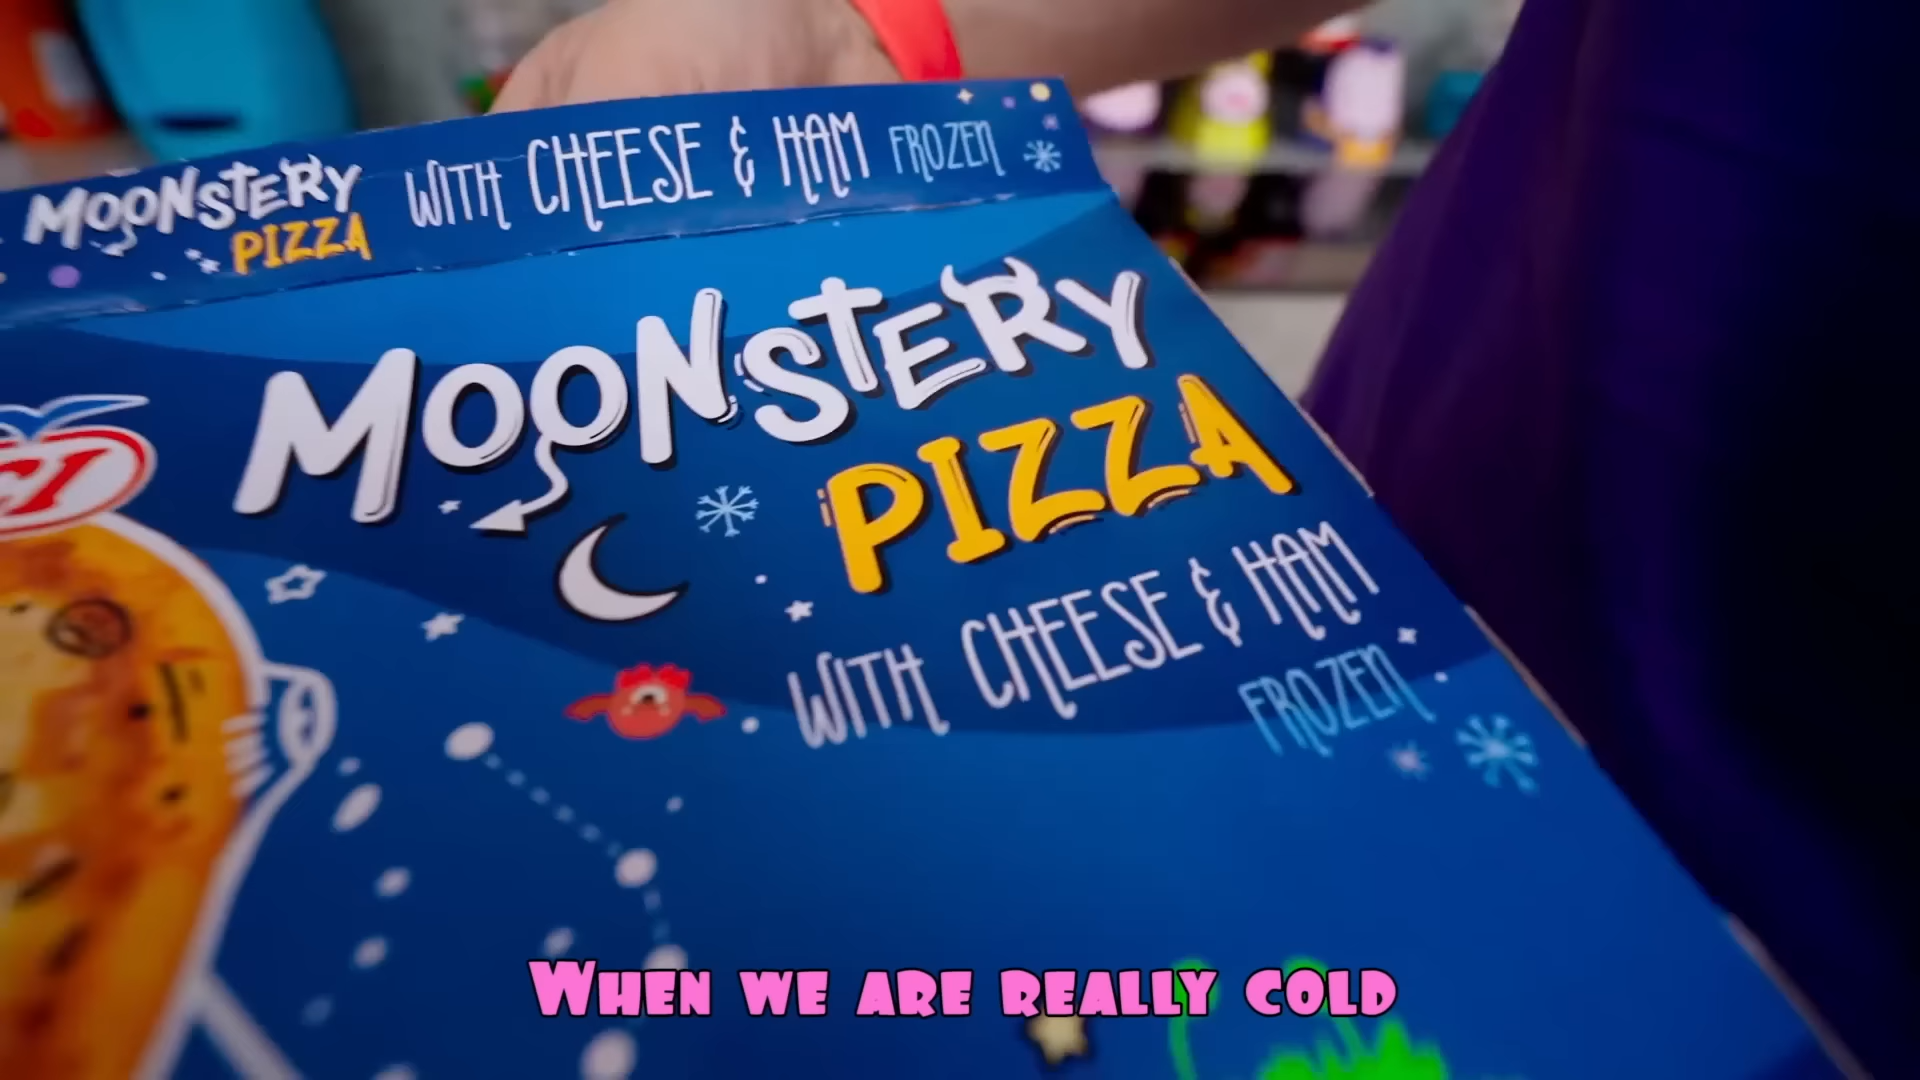 MOONSTERY
PIZZA
WITH CHEESE & HAM FROZEN
MOONSTERY
PIZZA
WITH CHEESE & HAM
FROZEN
WHEN WE ARE REALLY COLD